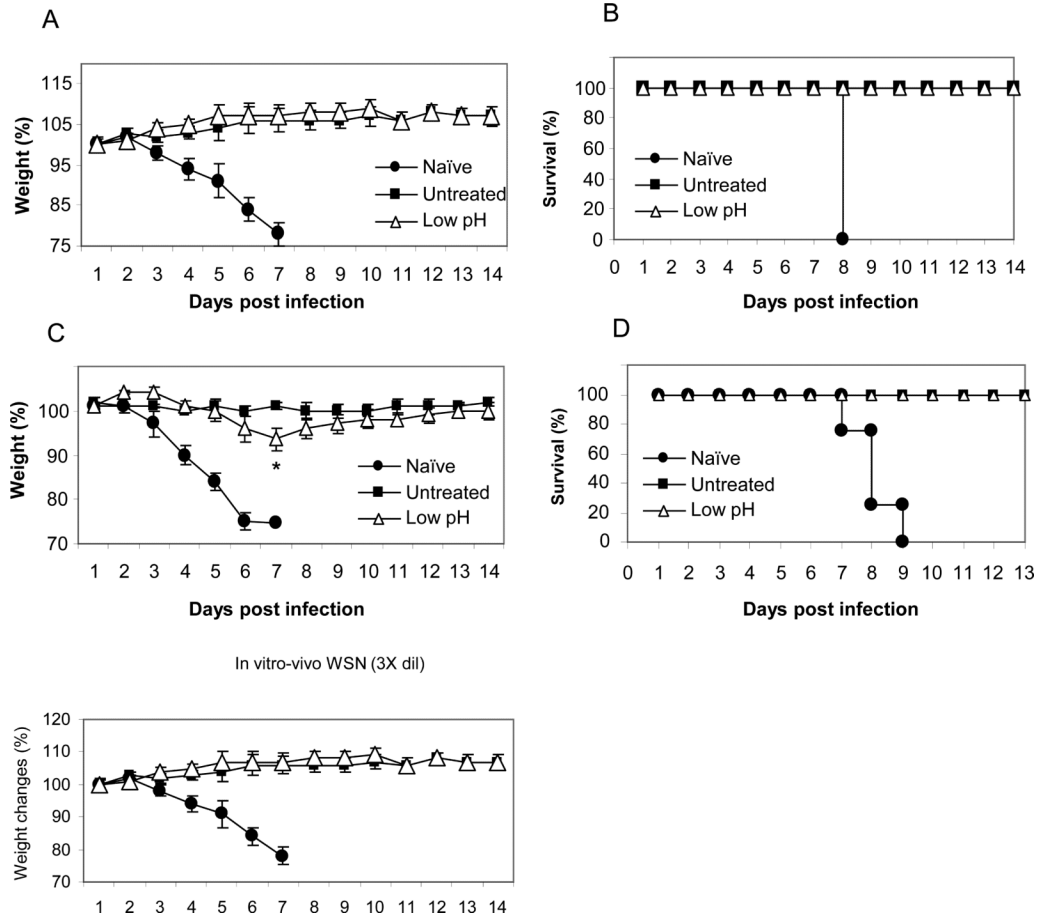 A
B
115
105
95
85
75
Weight (%)
Naïve
Untreated
Low pH
1 2 3 4 5 6 7 8 9 10 11 12 13 14
Days post infection
100
80
60
40
20
0
Survival (%)
Naïve
Untreated
Low pH
0 1 2 3 4 5 6 7 8 9 10 11 12 13 14
Days post infection
C
D
100
90
80
70
Weight (%)
*
Naïve
Untreated
Low pH
1 2 3 4 5 6 7 8 9 10 11 12 13 14
Days post infection
100
80
60
40
20
0
Survival (%)
Naïve
Untreated
Low pH
0 1 2 3 4 5 6 7 8 9 10 11 12 13
Days post infection
In vitro-vivo WSN (3X dil)
120
110
100
90
80
70
Weight changes (%)
1 2 3 4 5 6 7 8 9 10 11 12 13 14